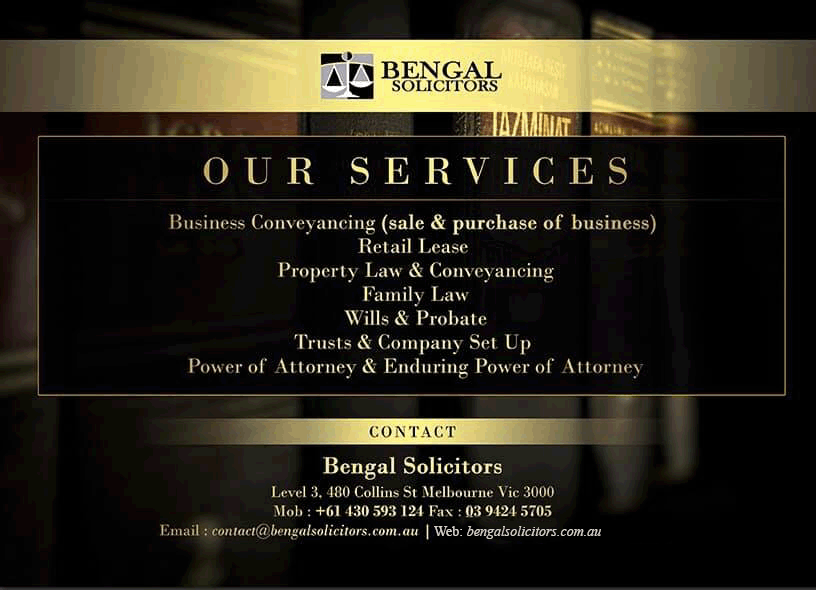 BENGAL
SOLICITORS
JAZMINAT
OUR SERVICES
Business Conveyancing (sale & purchase of business)
Retail Lease
Property Law & Conveyancing
Family Law
Wills & Probate
Trusts & Company Set Up
Power of Attorney & Enduring Power of Attorney
CONTACT
Bengal Solicitors
Level 3, 480 Collins St Melbourne Vic 3000
Mob : +61 430 593 124 Fax : 03 9424 5705
Email : contact@bengalsolicitors.com.au | Web: bengalsolicitors.com.au